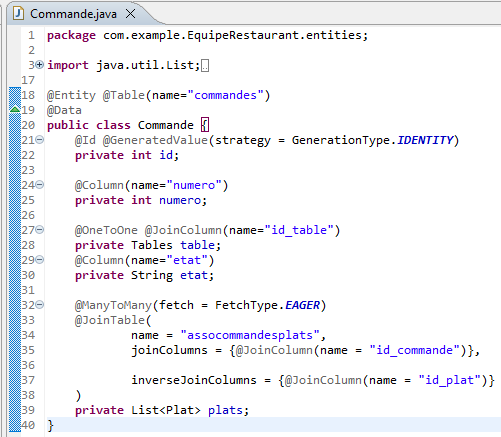 Commande.java
1 package com.example.EquipeRestaurant.entities;
2
3 import java.util.List;
17
18 @Entity @Table(name="commandes")
19 @Data
20 public class Commande {
21 @Id @GeneratedValue(strategy = GenerationType.IDENTITY)
22 private int id;
23
24 @Column(name="numero")
25 private int numero;
26
27 @OneToOne @JoinColumn(name="id_table")
28 private Tables table;
29 @Column(name="etat")
30 private String etat;
31
32 @ManyToMany(fetch = FetchType.EAGER)
33 @JoinTable(
34 name = "assocommandesplats",
35 joinColumns = {@JoinColumn(name = "id_commande")},
36
37 inverseJoinColumns = {@JoinColumn(name = "id_plat")}
38 )
39 private List<Plat> plats;
40 }